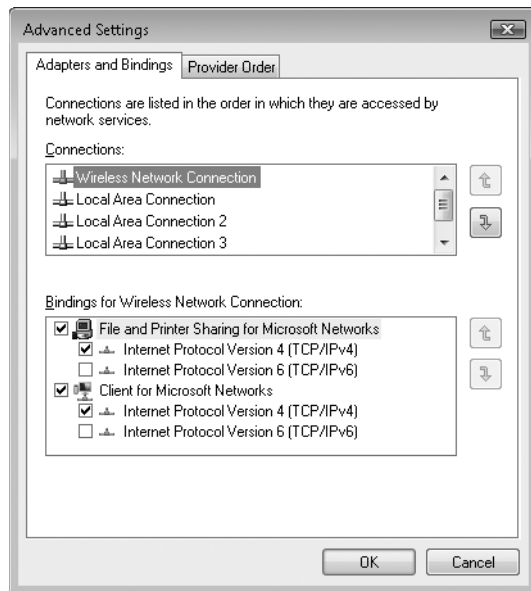 Advanced Settings
Adapters and Bindings
Provider Order
Connections are listed in the order in which they are accessed by
network services.
Connections:
Wireless Network Connection
Local Area Connection
Local Area Connection 2
Local Area Connection 3
Bindings for Wireless Network Connection:
File and Printer Sharing for Microsoft Networks
Internet Protocol Version 4 (TCP/IPv4)
Internet Protocol Version 6 (TCP/IPv6)
Client for Microsoft Networks
Internet Protocol Version 4 (TCP/IPv4)
Internet Protocol Version 6 (TCP/IPv6)
OK
Cancel